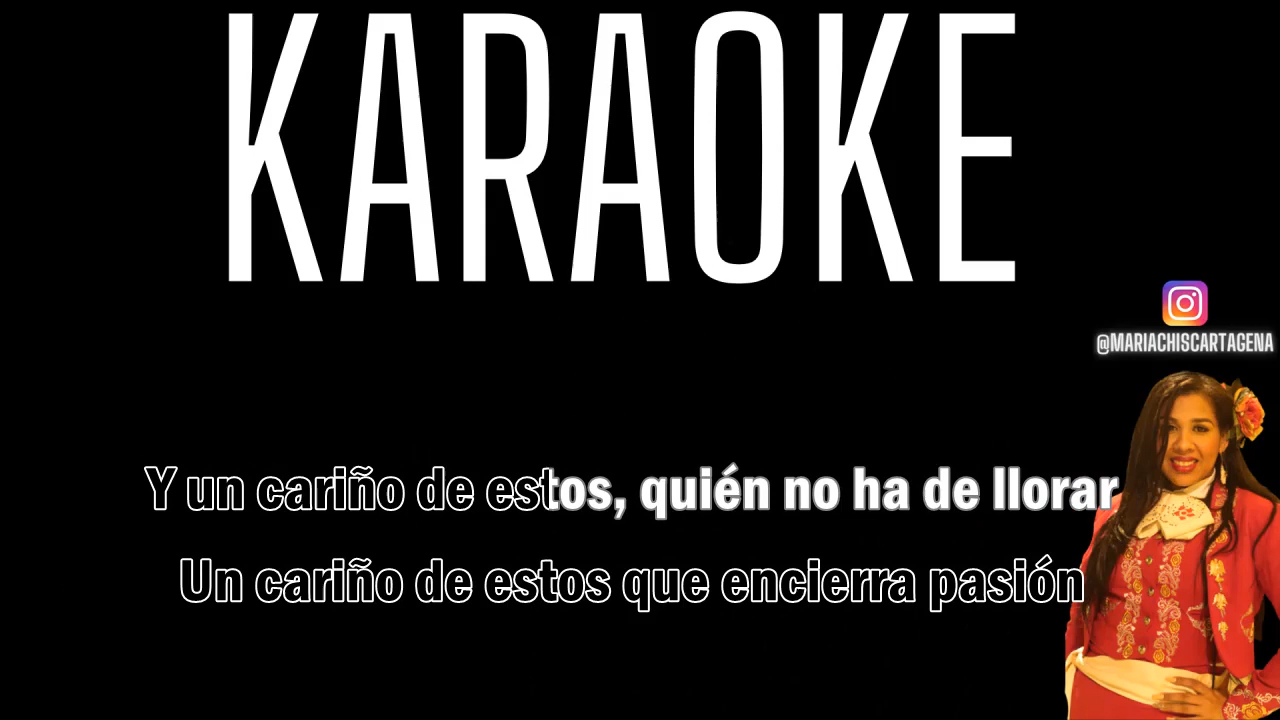 KARAOKE
@MARIACHISCARTAGENA
Y un cariño de estos, quién no ha de llorar
Un cariño de estos que encierra pasión